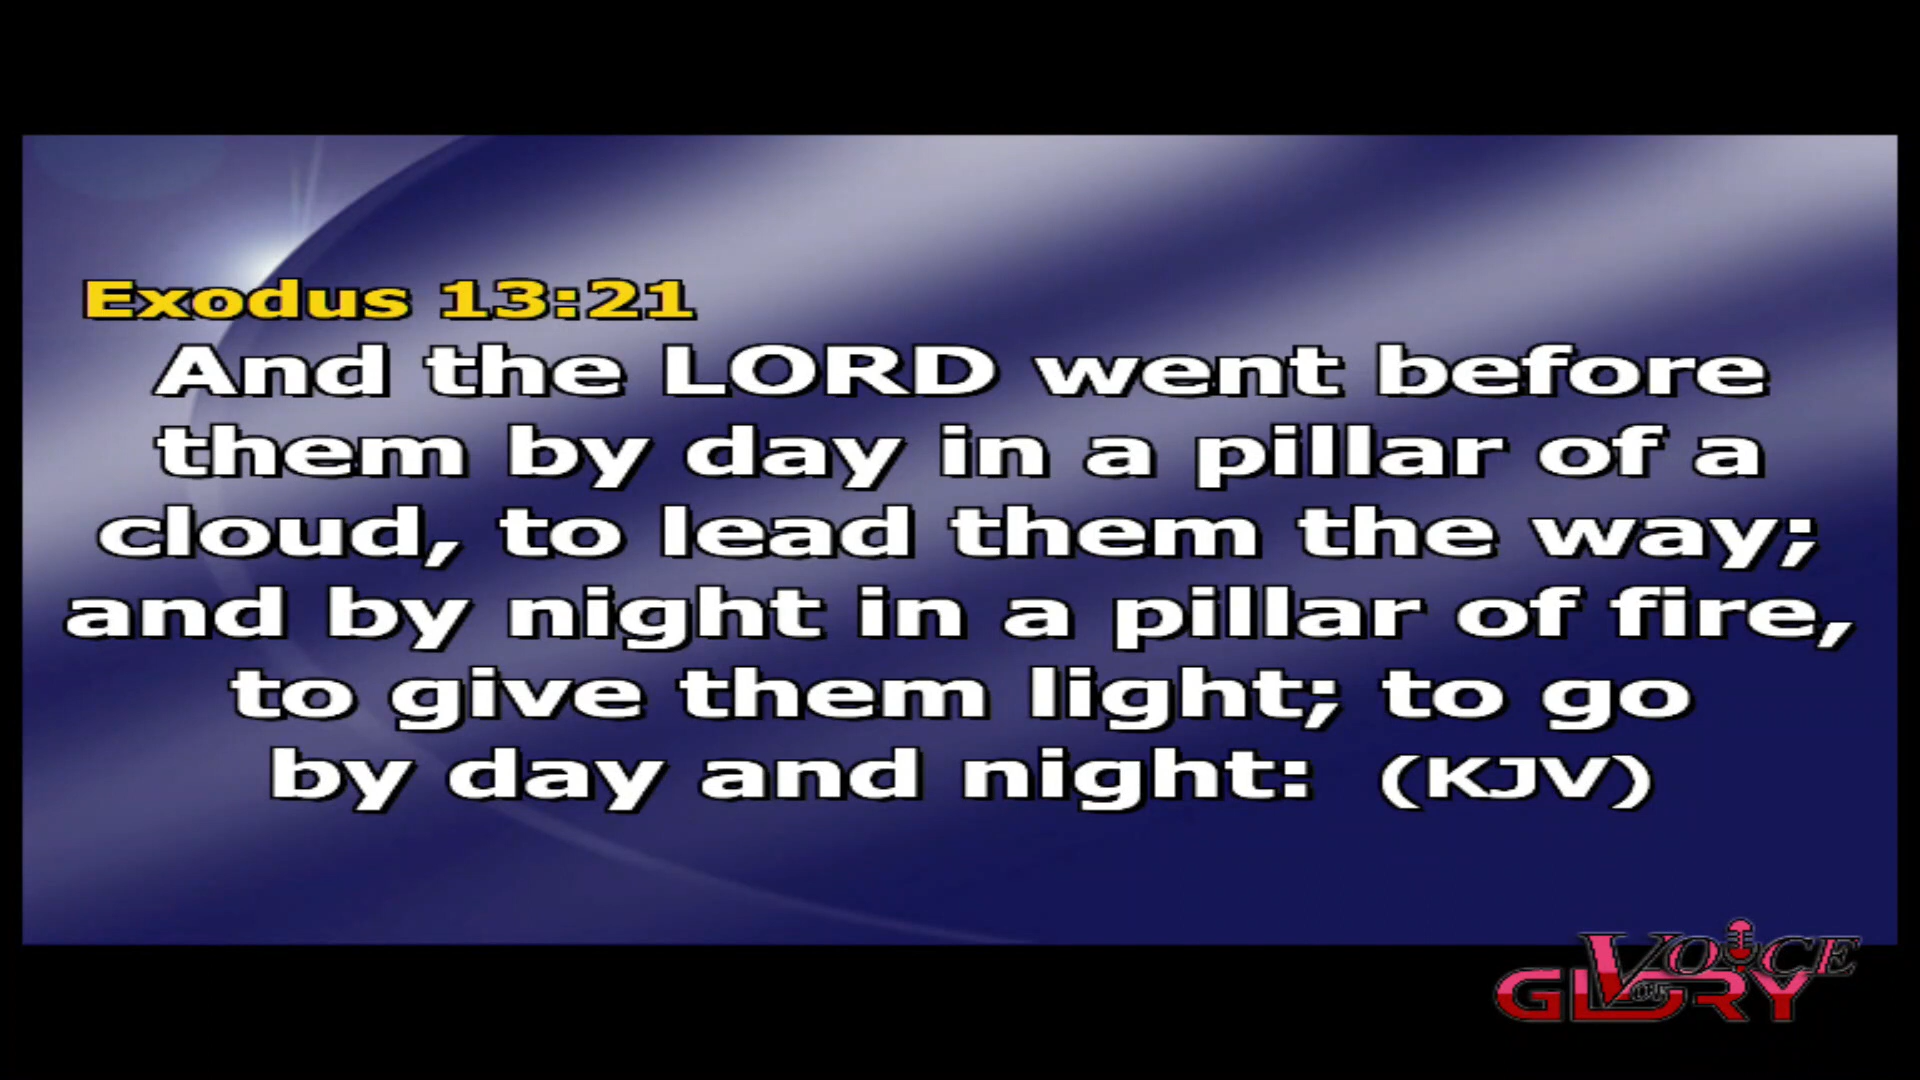 Exodus 13:21
And the LORD went before
them by day in a pillar of a
cloud, to lead them the way;
and by night in a pillar of fire,
to give them light; to go
by day and night: (KJV)
VOICE
OF
GLORY